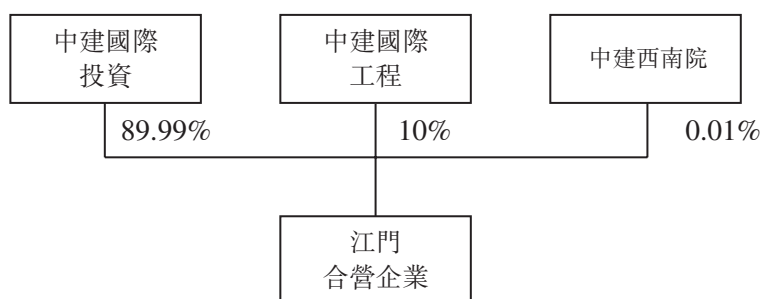 中建國際
投資
中建國際
工程
中建西南院
89.99%
10%
0.01%
江門
合營企業